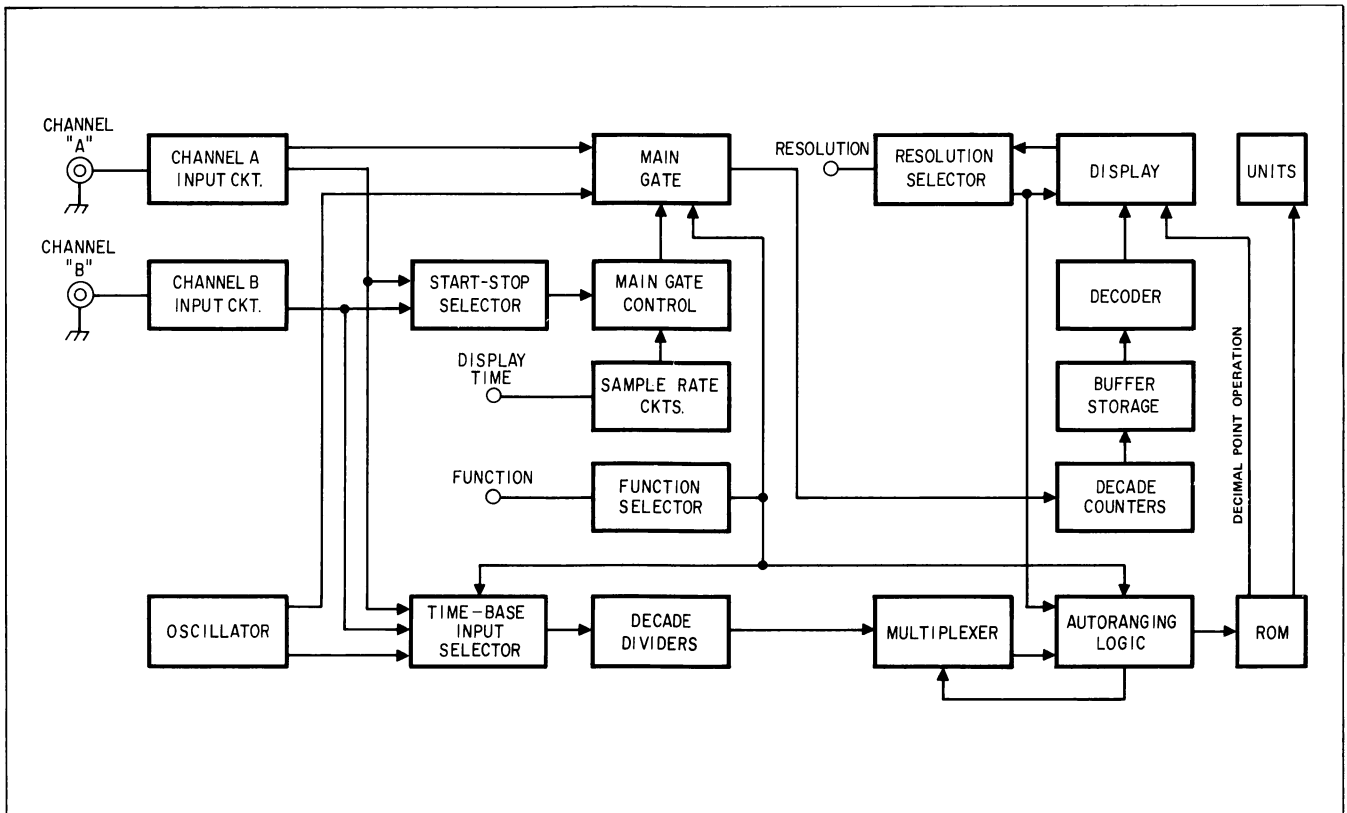 CHANNEL
"A"
CHANNEL A
INPUT CKT.
MAIN
GATE
RESOLUTION
RESOLUTION
SELECTOR
DISPLAY
UNITS
CHANNEL
"B"
CHANNEL B
INPUT CKT.
START-STOP
SELECTOR
MAIN GATE
CONTROL
DECODER
DISPLAY
TIME
SAMPLE RATE
CKTS.
BUFFER
STORAGE
DECIMAL POINT OPERATION
FUNCTION
FUNCTION
SELECTOR
DECADE
COUNTERS
OSCILLATOR
TIME-BASE
INPUT
SELECTOR
DECADE
DIVIDERS
MULTIPLEXER
AUTORANGING
LOGIC
ROM